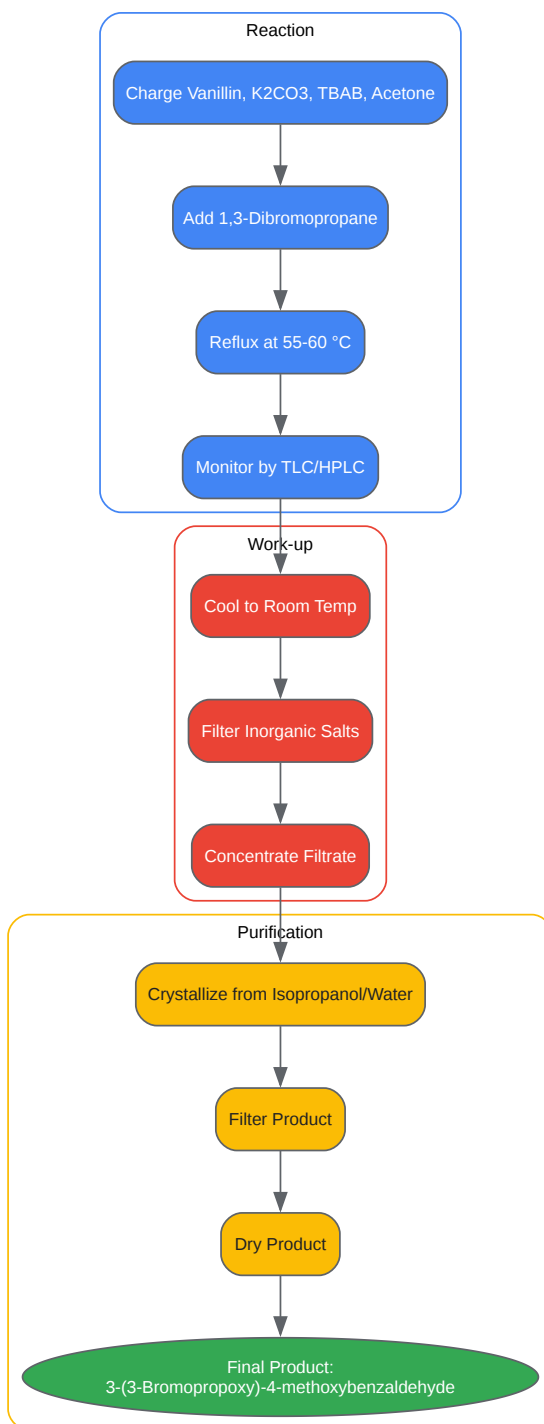 Reaction
Charge Vanillin, K2CO3, TBAB, Acetone
Add 1,3-Dibromopropane
Reflux at 55-60 °C
Monitor by TLC/HPLC
Work-up
Cool to Room Temp
Filter Inorganic Salts
Concentrate Filtrate
Purification
Crystallize from Isopropanol/Water
Filter Product
Dry Product
Final Product:
3-(3-Bromopropoxy)-4-methoxybenzaldehyde